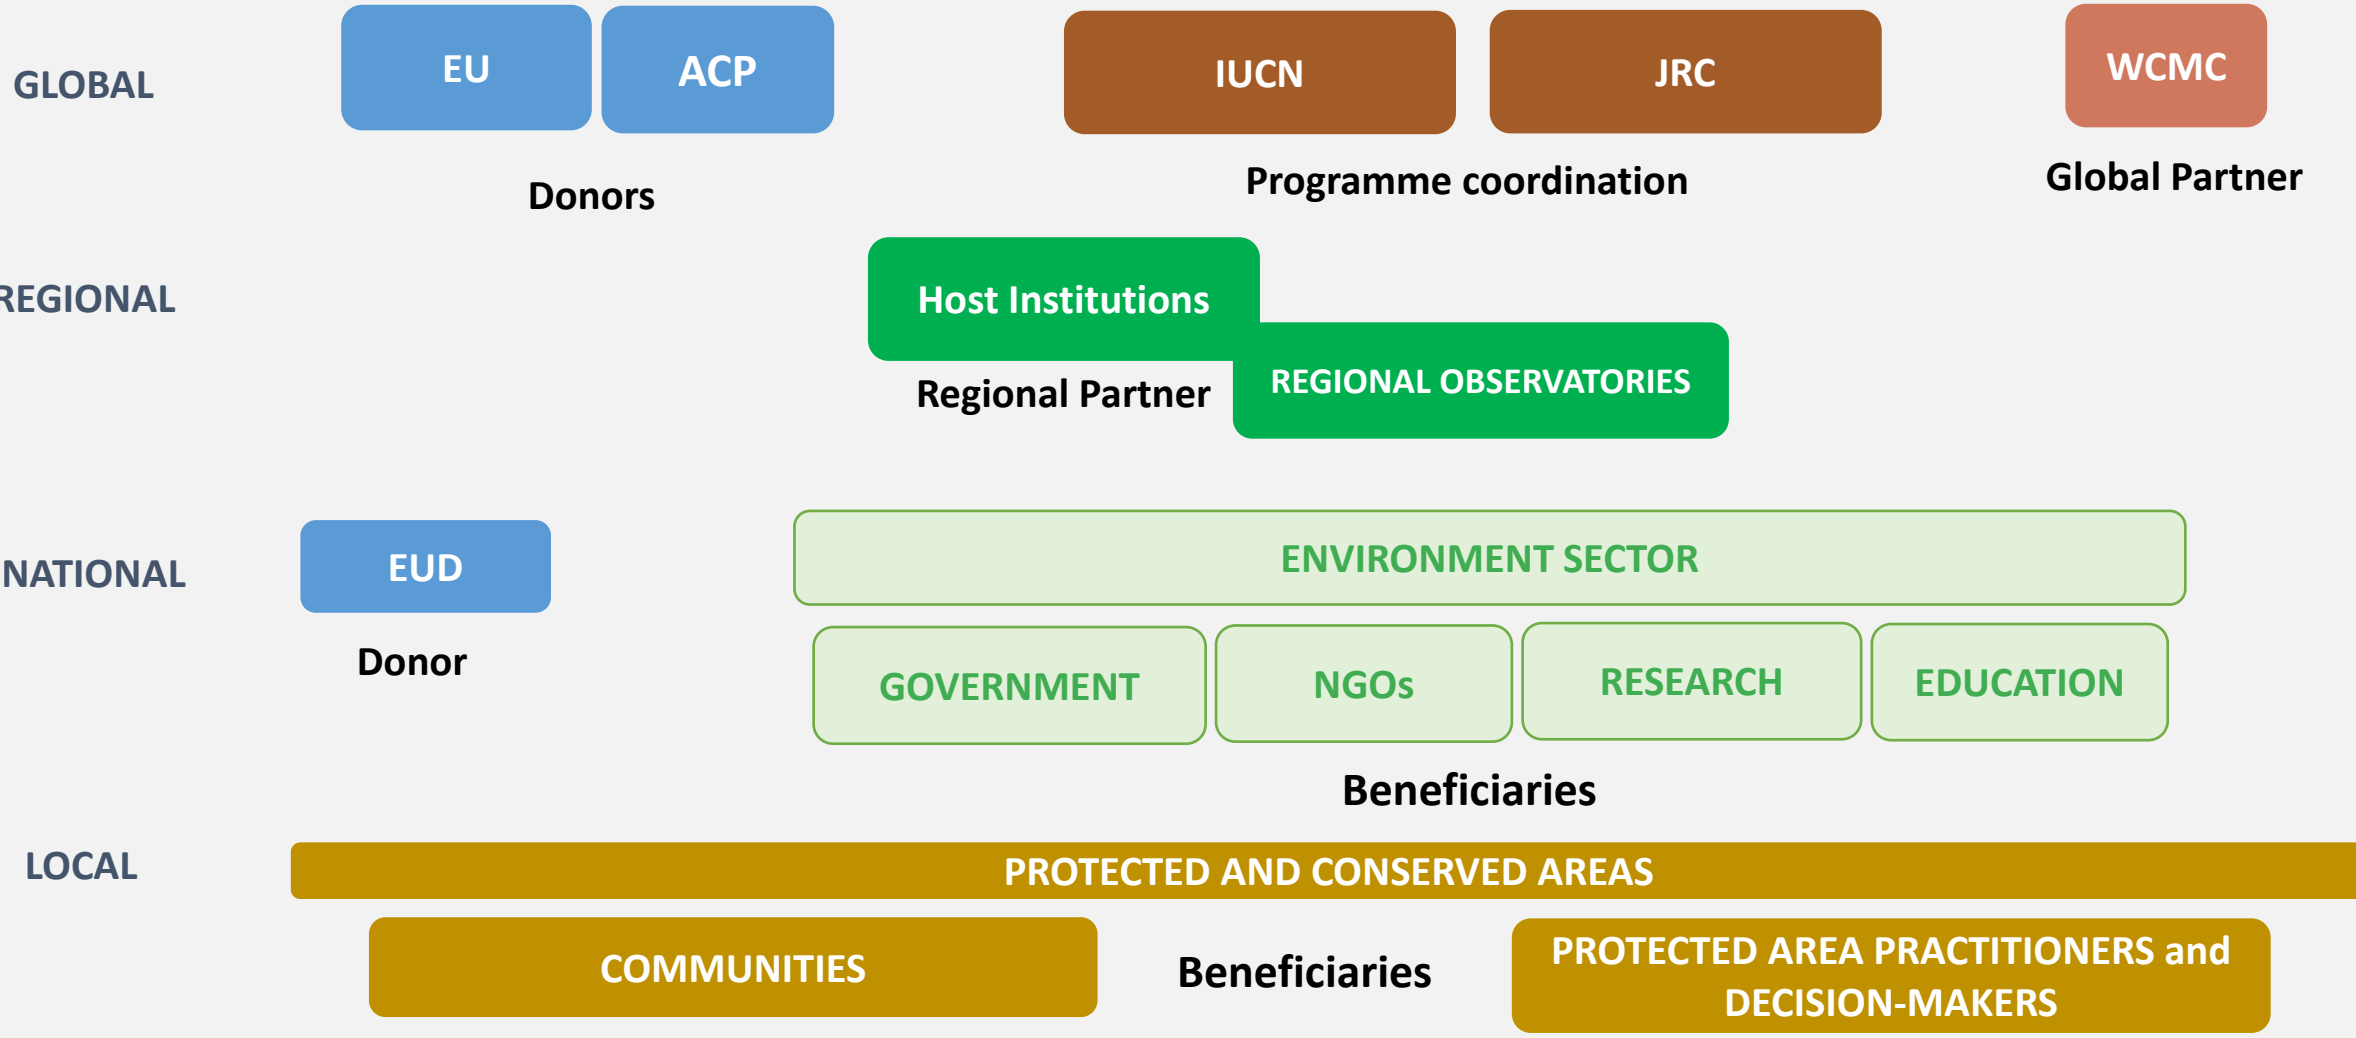 GLOBAL
EU
ACP
IUCN
JRC
WCMC
Donors
Programme coordination
Global Partner
REGIONAL
Host Institutions
Regional Partner
REGIONAL OBSERVATORIES
NATIONAL
EUD
Donor
ENVIRONMENT SECTOR
GOVERNMENT
NGOs
RESEARCH
EDUCATION
Beneficiaries
LOCAL
PROTECTED AND CONSERVED AREAS
COMMUNITIES
Beneficiaries
PROTECTED AREA PRACTITIONERS and
DECISION-MAKERS